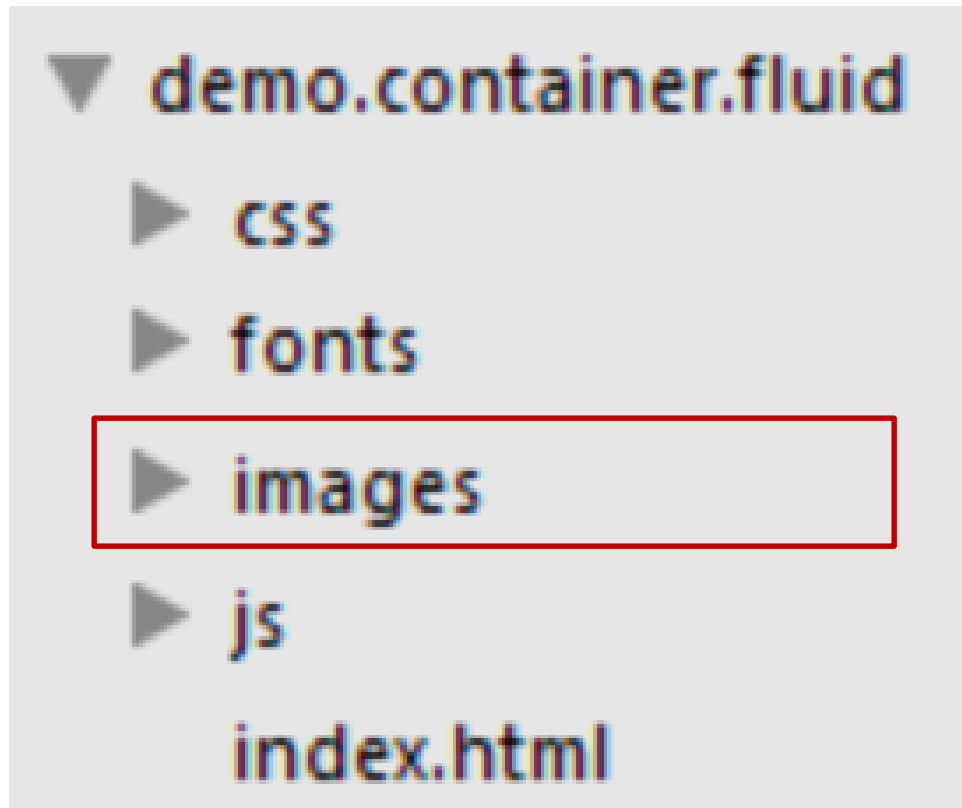 demo.container.fluid
css
fonts
images
js
index.html